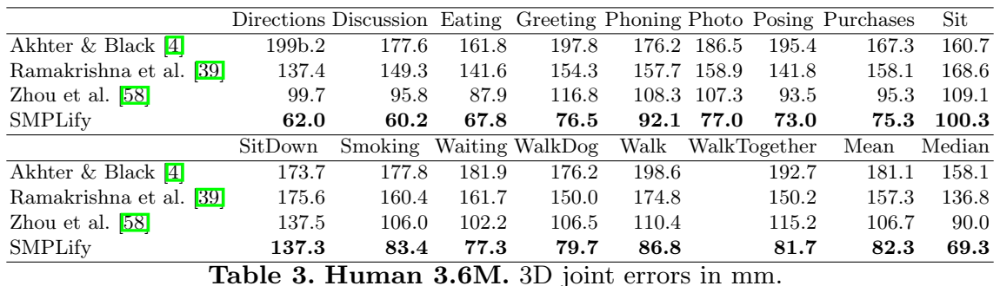 Directions Discussion Eating Greeting Phoning Photo Posing Purchases Sit
Akhter & Black [4] 199b.2 177.6 161.8 197.8 176.2 186.5 195.4 167.3 160.7
Ramakrishna et al. [39] 137.4 149.3 141.6 154.3 157.7 158.9 141.8 158.1 168.6
Zhou et al. [58] 99.7 95.8 87.9 116.8 108.3 107.3 93.5 95.3 109.1
SMPLify 62.0 60.2 67.8 76.5 92.1 77.0 73.0 75.3 100.3
SitDown Smoking Waiting WalkDog Walk WalkTogether Mean Median
Akhter & Black [4] 173.7 177.8 181.9 176.2 198.6 192.7 181.1 158.1
Ramakrishna et al. [39] 175.6 160.4 161.7 150.0 174.8 150.2 157.3 136.8
Zhou et al. [58] 137.5 106.0 102.2 106.5 110.4 115.2 106.7 90.0
SMPLify 137.3 83.4 77.3 79.7 86.8 81.7 82.3 69.3
Table 3. Human 3.6M. 3D joint errors in mm.